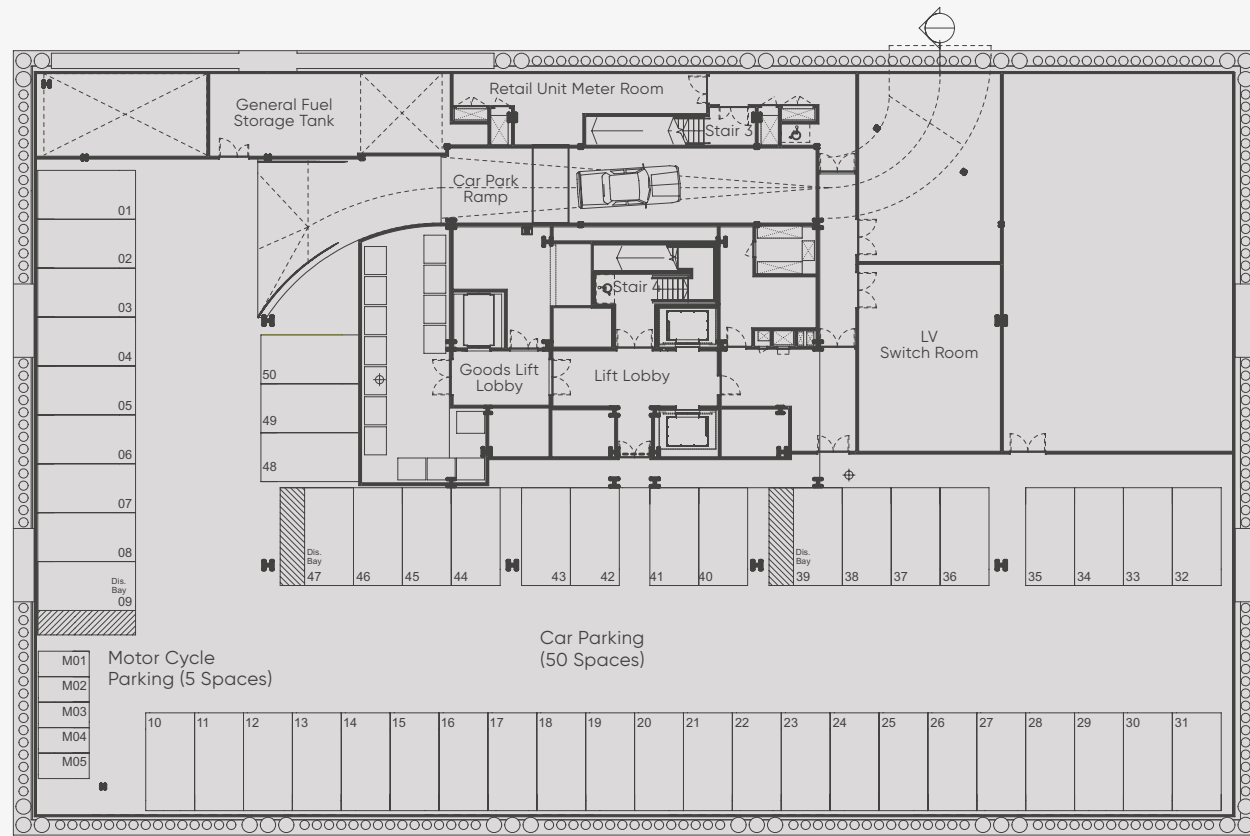 Retail Unit Meter Room
General Fuel
Storage Tank
Stair 3
Car Park
Ramp
01
02
03
04
05
06
07
08
Dis.
Bay
09
Stair 4
LV
Switch Room
Goods Lift
Lobby
Lift Lobby
50
49
48
Dis.
Bay
47
46
45
44
43
42
41
40
Dis.
Bay
39
38
37
36
35
34
33
32
Car Parking
(50 Spaces)
M01
M02
M03
M04
M05
Motor Cycle
Parking (5 Spaces)
10
11
12
13
14
15
16
17
18
19
20
21
22
23
24
25
26
27
28
29
30
31